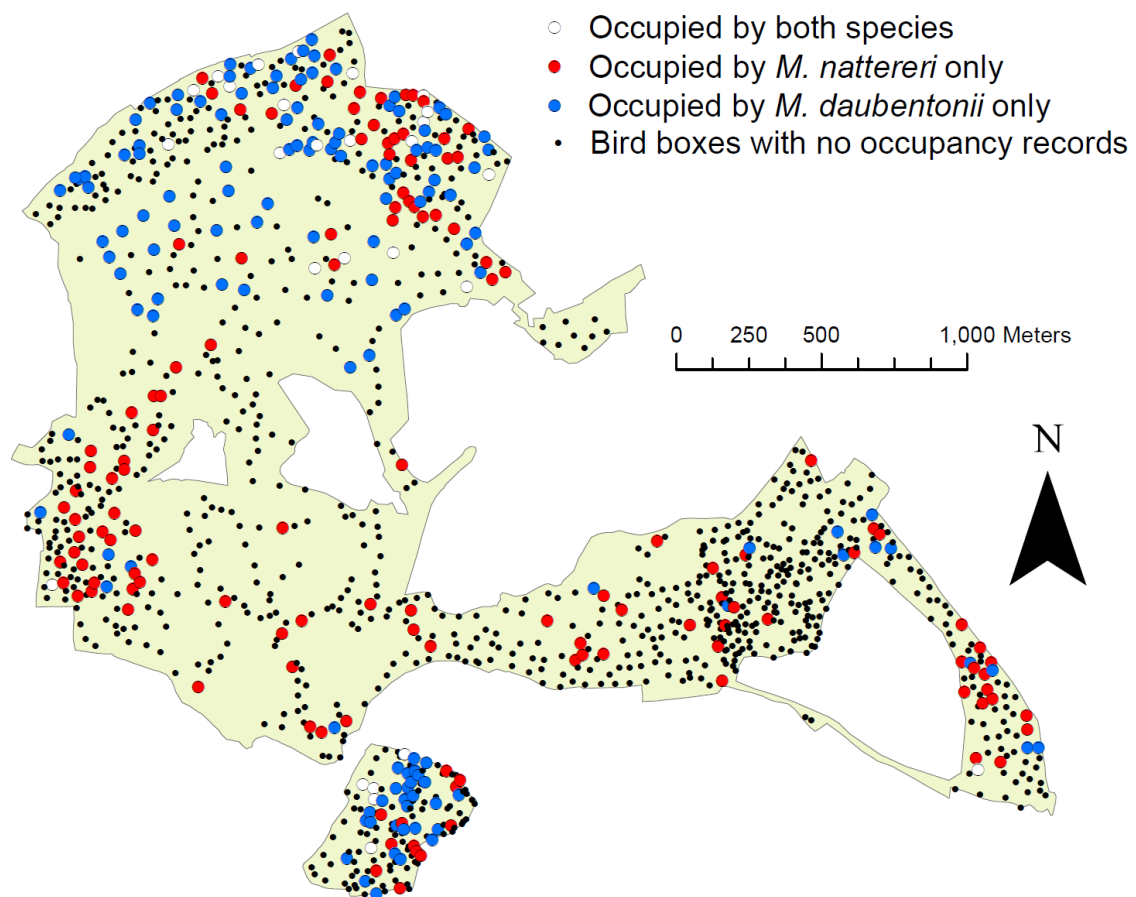 Occupied by both species
Occupied by M. nattereri only
Occupied by M. daubentonii only
Bird boxes with no occupancy records
0 250 500 1,000 Meters
N